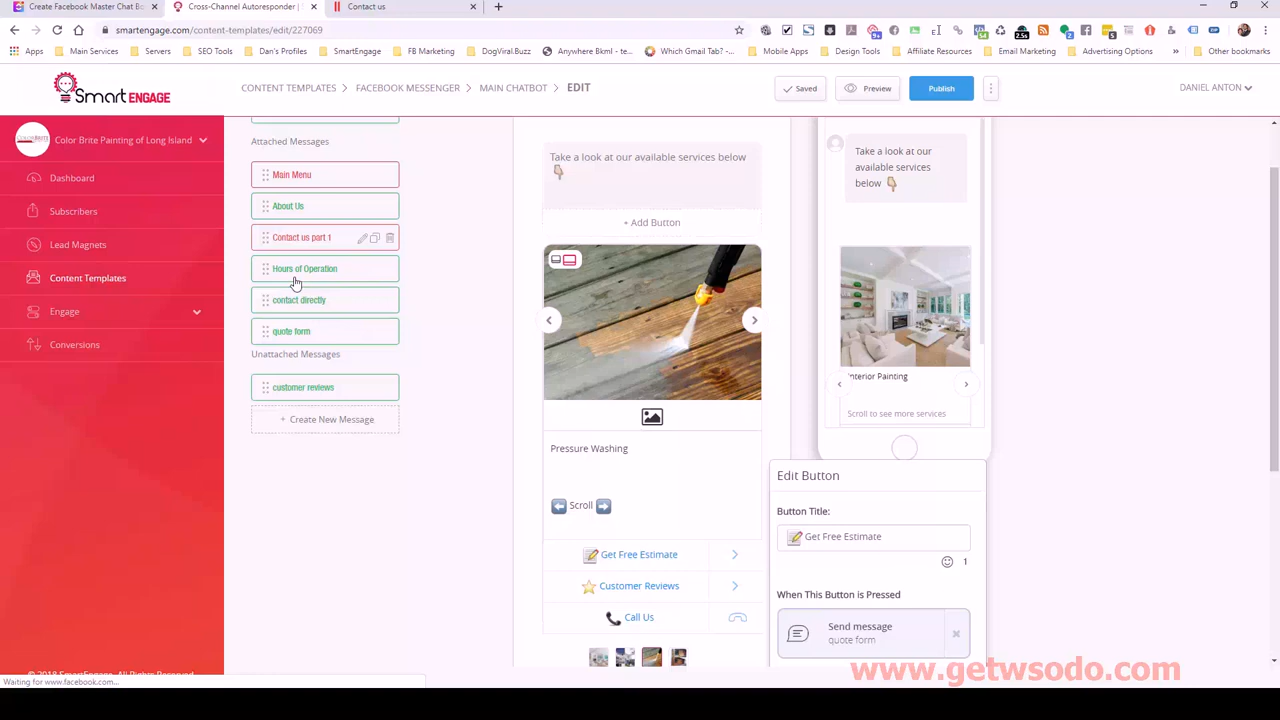 Create Facebook Master Chat Bo
Cross-Channel Autoresponder |
Contact us
smartengage.com/content-templates/edit/227069
Apps
Main Services
Servers
SEO Tools
Dan's Profiles
SmartEngage
FB Marketing
DogViral.Buzz
Anywhere Bkml - te...
Which Gmail Tab? -...
Mobile Apps
Design Tools
Affiliate Resources
Email Marketing
Advertising Options
Other bookmarks
Smart ENGAGE
CONTENT TEMPLATES
FACEBOOK MESSENGER
MAIN CHATBOT
EDIT
Saved
Preview
Publish
DANIEL ANTON
Color Brite Painting of Long Island
Dashboard
Subscribers
Lead Magnets
Content Templates
Engage
Conversions
© 2018 SmartEngage. All Rights Reserved.
Attached Messages
Main Menu
About Us
Contact us part 1
Hours of Operation
contact directly
quote form
Unattached Messages
customer reviews
+ Create New Message
Take a look at our available services below
+ Add Button
Pressure Washing
Scroll
Get Free Estimate
Customer Reviews
Call Us
Take a look at our available services below
Interior Painting
Scroll to see more services
Edit Button
Button Title:
Get Free Estimate
1
When This Button is Pressed
Send message
quote form
Waiting for www.facebook.com...
www.getwsodo.com